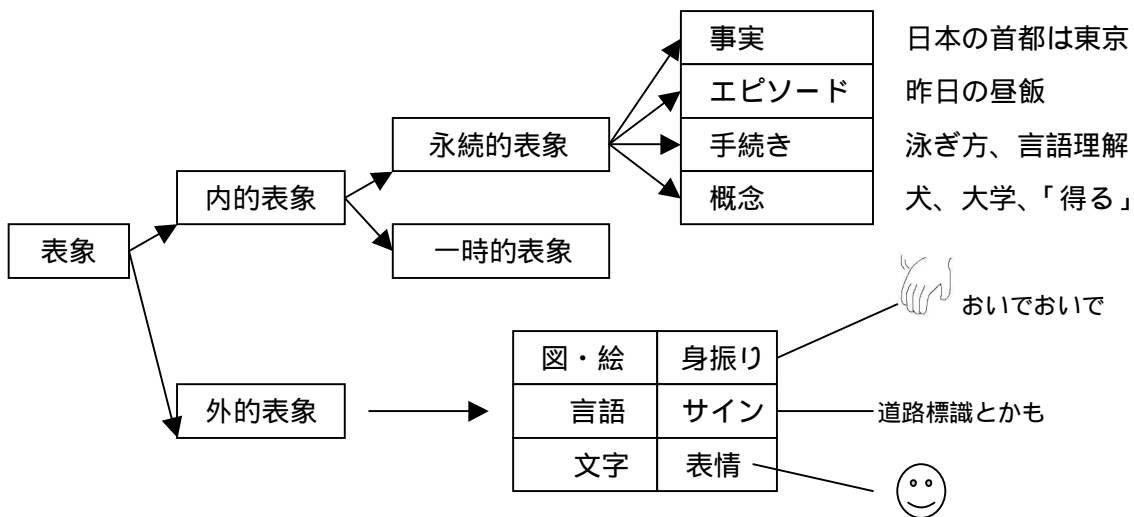 事実 日本の首都は東京
エピソード 昨日の昼飯
永続的表象
手続き 泳ぎ方、言語理解
内的表象
概念 犬、大学、「得る」
表象
一時的表象
おいでおいで
図・絵 身振り
外的表象
言語 サイン 道路標識とかも
文字 表情